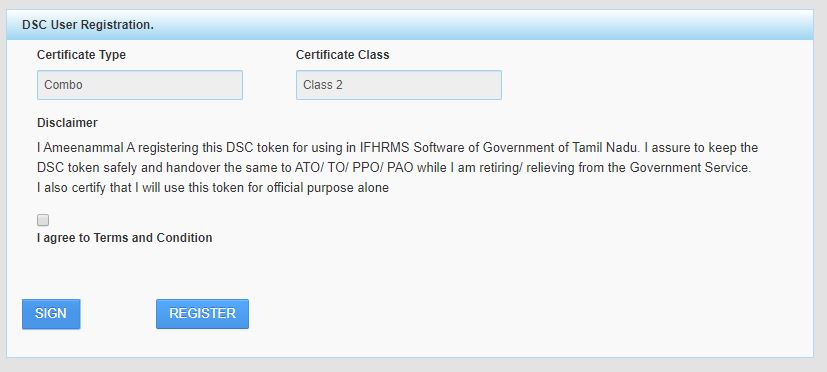 DSC User Registration.
Certificate Type Certificate Class
Combo Class 2
Disclaimer
I Ameenammal A registering this DSC token for using in IFHRMS Software of Government of Tamil Nadu. I assure to keep the
DSC token safely and handover the same to ATO/ TO/ PPO/ PAO while I am retiring/ relieving from the Government Service.
I also certify that I will use this token for official purpose alone
I agree to Terms and Condition
SIGN REGISTER